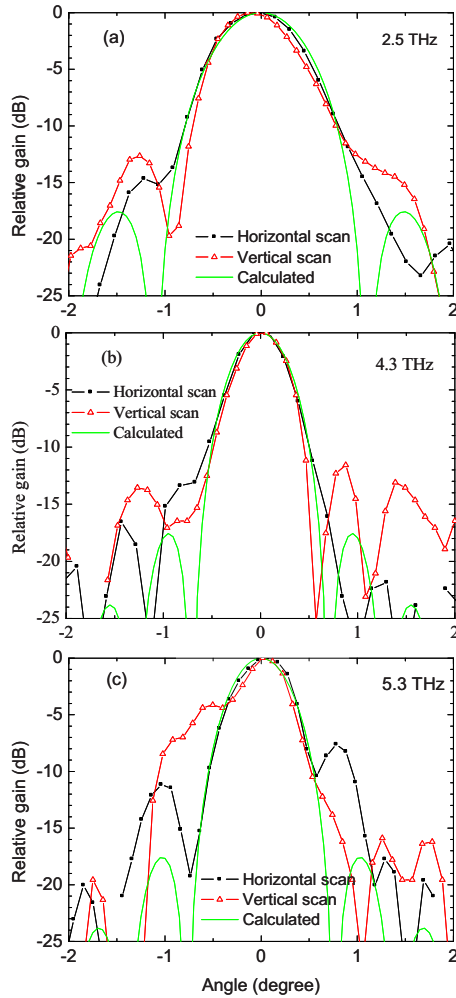 (a)
2.5 THz
Relative gain (dB)
0
-5
-10
-15
-20
-25
Horizontal scan
Vertical scan
Calculated
-2 -1 0 1 2
(b)
4.3 THz
Relative gain (dB)
0
-5
-10
-15
-20
-25
Horizontal scan
Vertical scan
Calculated
-2 -1 0 1 2
(c)
5.3 THz
Relative gain (dB)
0
-5
-10
-15
-20
-25
Horizontal scan
Vertical scan
Calculated
-2 -1 0 1 2
Angle (degree)